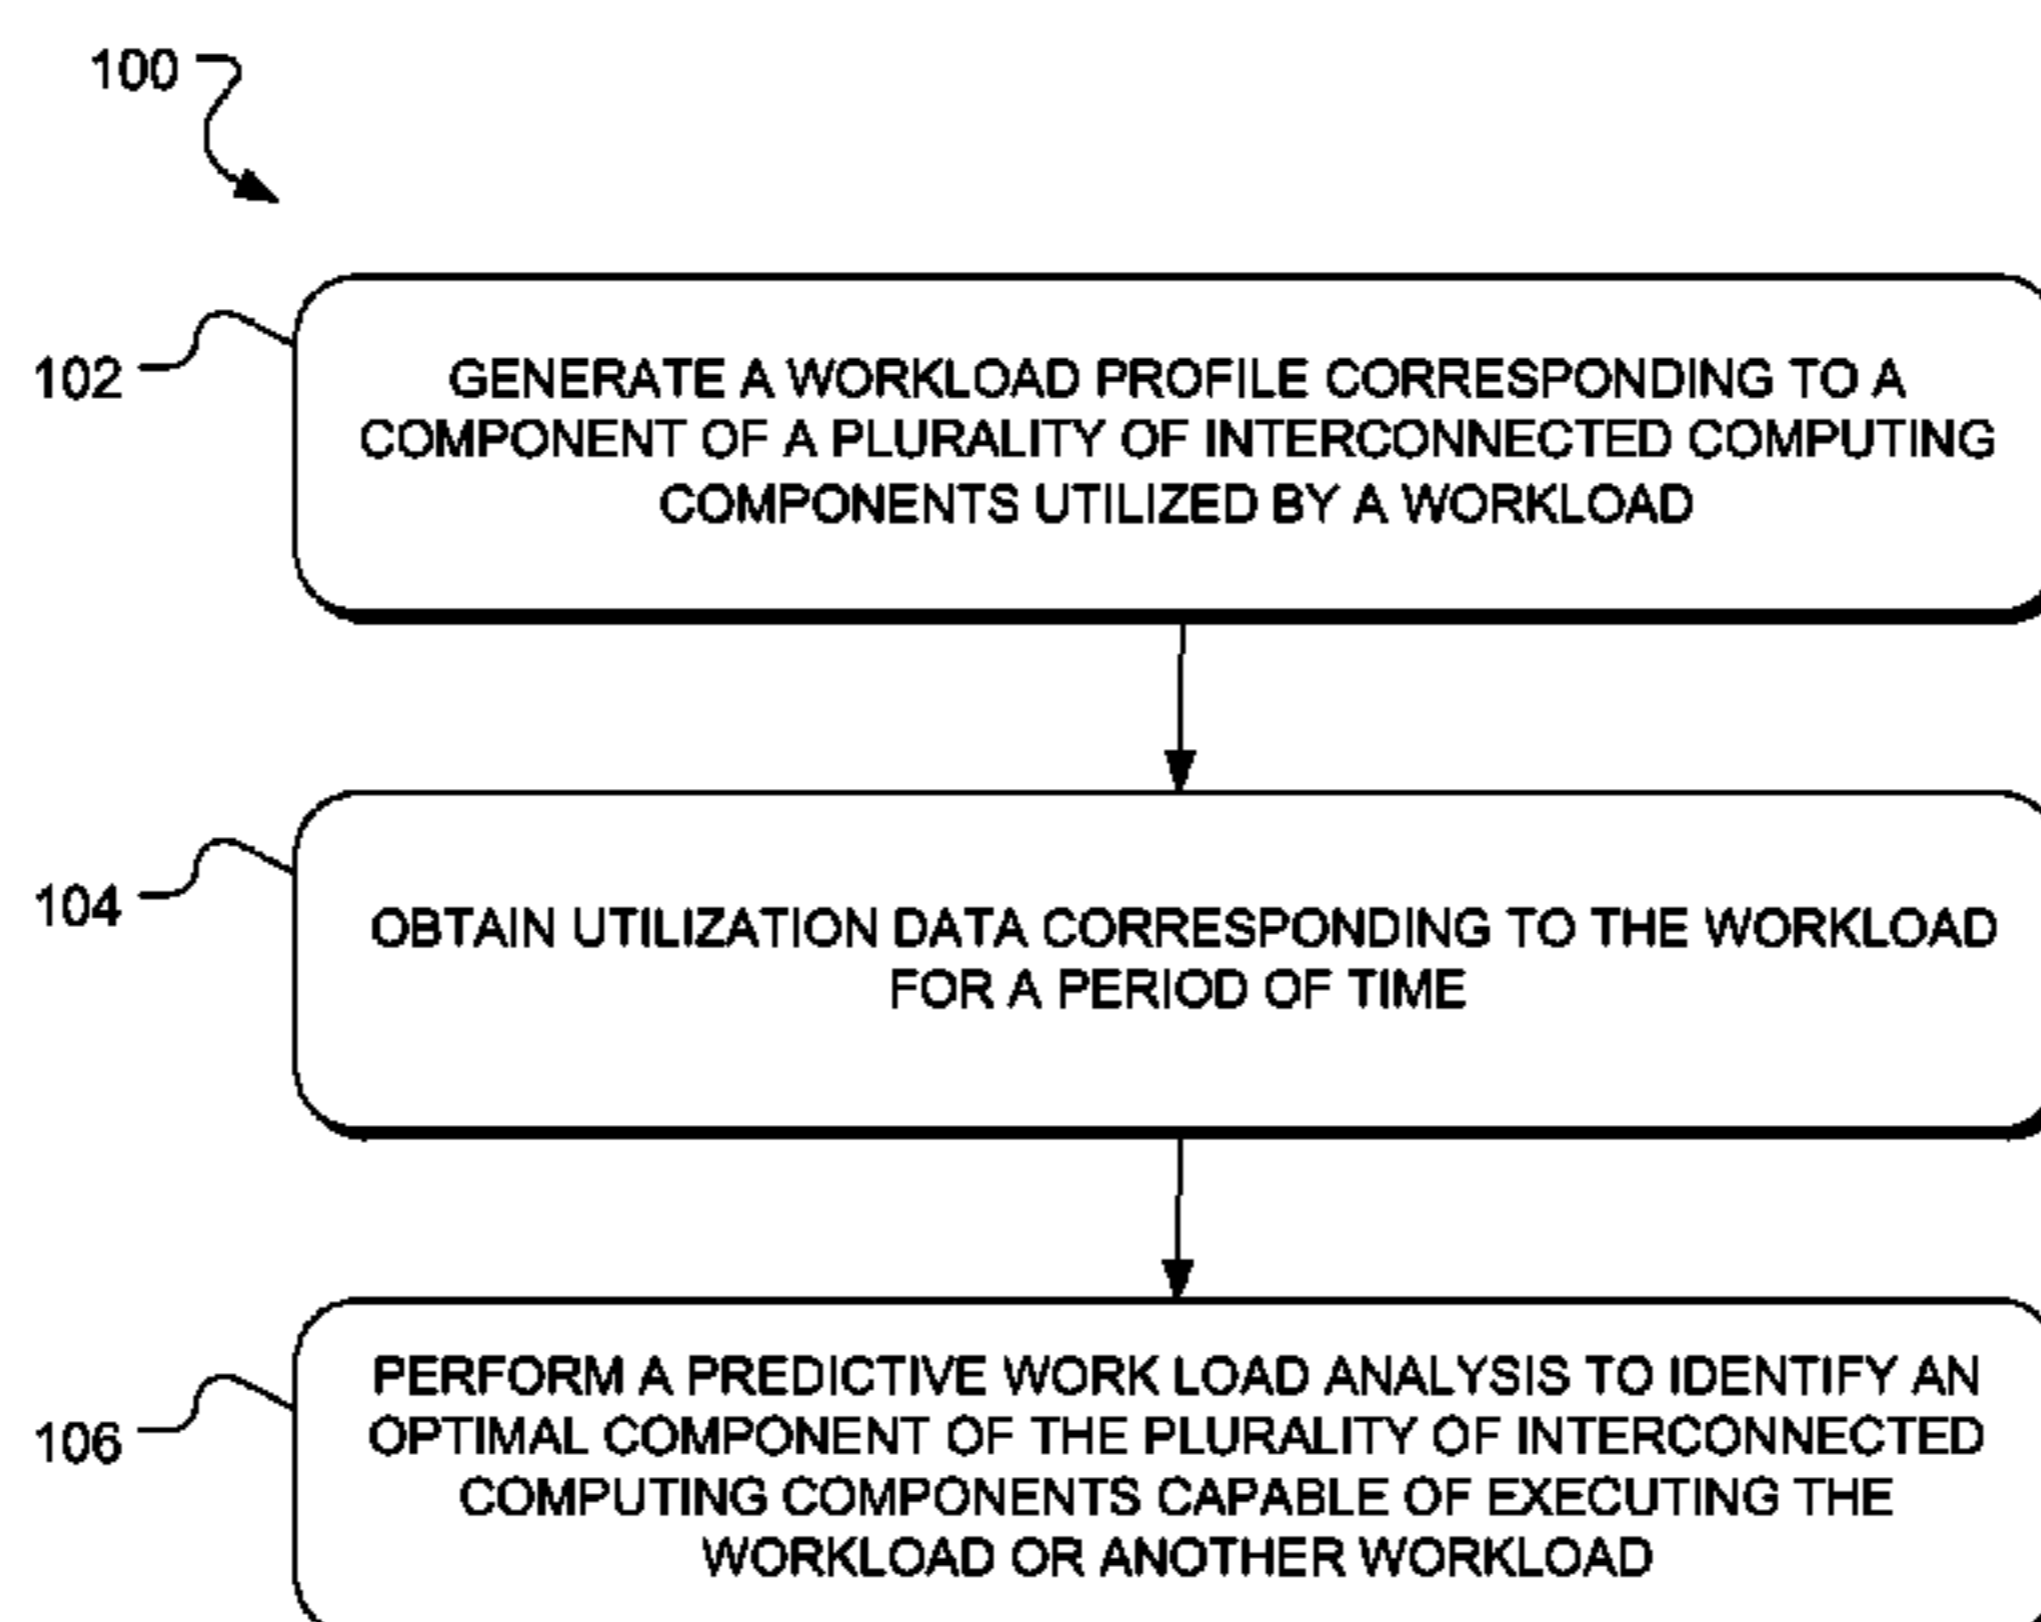 100
102
GENERATE A WORKLOAD PROFILE CORRESPONDING TO A
COMPONENT OF A PLURALITY OF INTERCONNECTED COMPUTING
COMPONENTS UTILIZED BY A WORKLOAD
104
OBTAIN UTILIZATION DATA CORRESPONDING TO THE WORKLOAD
FOR A PERIOD OF TIME
106
PERFORM A PREDICTIVE WORK LOAD ANALYSIS TO IDENTIFY AN
OPTIMAL COMPONENT OF THE PLURALITY OF INTERCONNECTED
COMPUTING COMPONENTS CAPABLE OF EXECUTING THE
WORKLOAD OR ANOTHER WORKLOAD